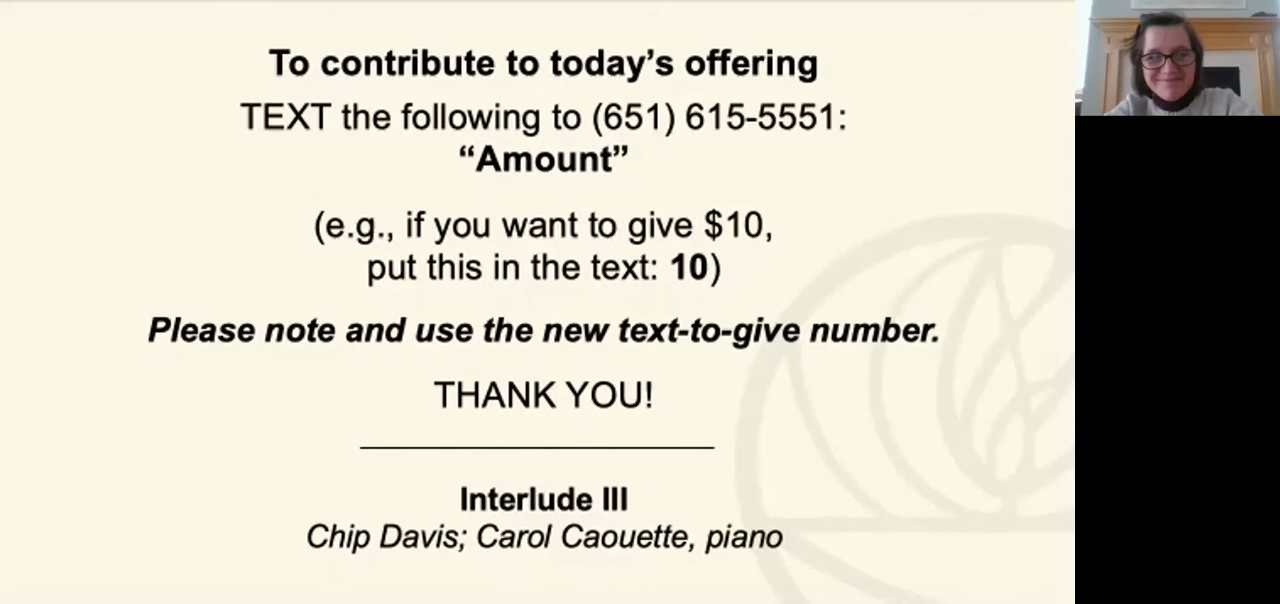 To contribute to today’s offering
TEXT the following to (651) 615-5551:
“Amount”
(e.g., if you want to give $10,
put this in the text: 10)
Please note and use the new text-to-give number.
THANK YOU!
Interlude III
Chip Davis; Carol Caouette, piano